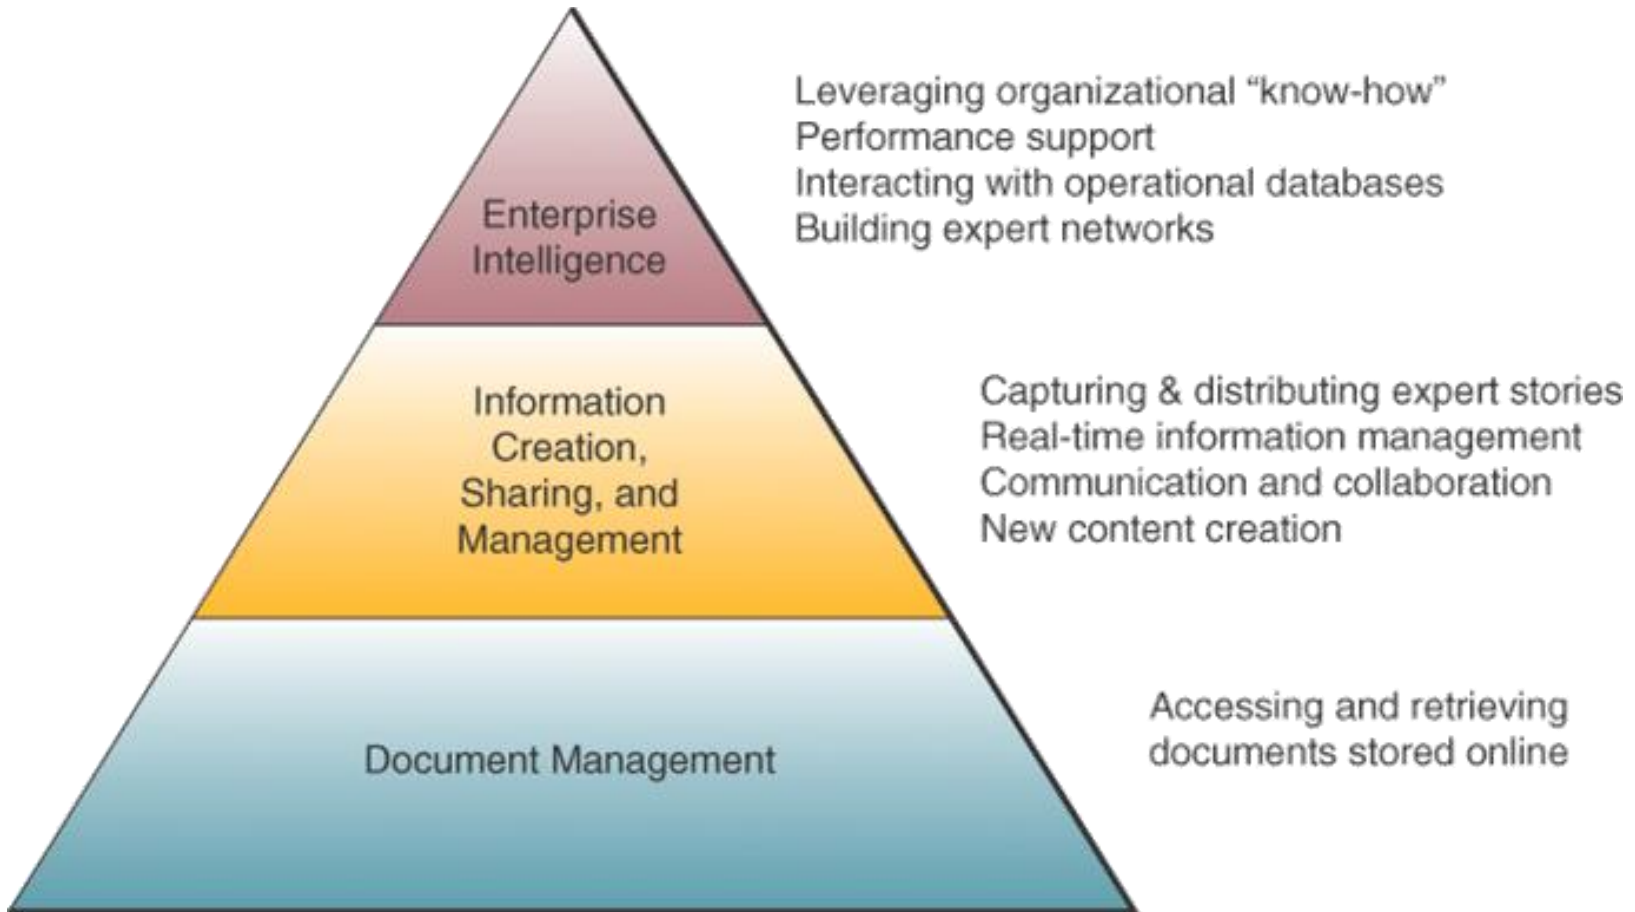 Enterprise
Intelligence
Leveraging organizational “know-how”
Performance support
Interacting with operational databases
Building expert networks
Information
Creation,
Sharing, and
Management
Capturing & distributing expert stories
Real-time information management
Communication and collaboration
New content creation
Document Management
Accessing and retrieving
documents stored online